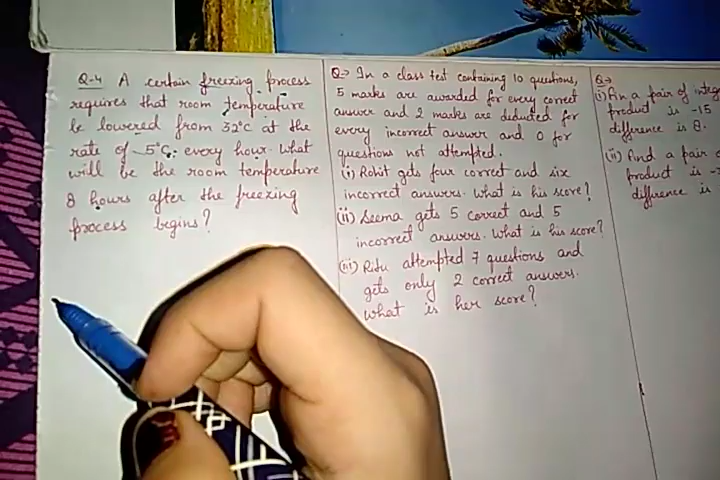 Q-4 A certain freezing process
requires that room temperature
be lowered from 32°C at the
rate of -5°C. every hour. What
will be the room temperature
8 hours after the freezing
process begins?
Q→ In a class test containing 10 questions,
5 marks are awarded for every correct
answer and 2 marks are deduded for
every incorrect answer and 0 for
questions not attempted.
(i) Rohit gets four correct and six
incorrect answers. What is his score?
(ii) Seema gets 5 correct and 5
incorrect answers. What is his score?
(iii) Ritu attempted 7 questions and
gets only 2 correct answers.
What is her score?
Q→
(i) a pair of
product is -15
difference is 8.
(ii) Find a pair
product is
difference is